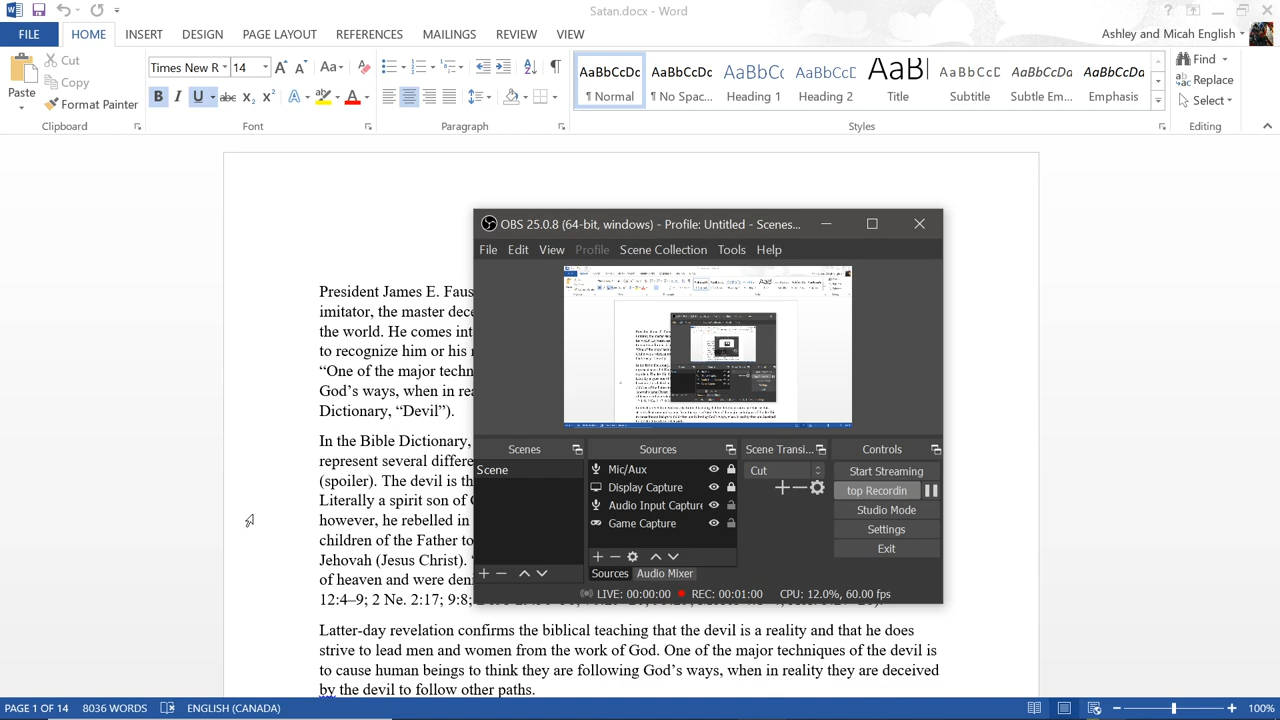 Satan.docx - Word
FILE HOME INSERT DESIGN PAGE LAYOUT REFERENCES MAILINGS REVIEW VIEW
Ashley and Micah English
Paste
Cut
Copy
Format Painter
Clipboard
Times New R 14
Font
Paragraph
AaBbCcDc AaBbCcDc AaBbCc AaBbCcD AaBl AaBbCcD AaBbCcDa AaBbCcDa
¶ Normal ¶ No Spac... Heading 1 Heading 2 Title Subtitle Subtle Em... Emphasis
Styles
Find
Replace
Select
Editing
President James E. Faus
imitator, the master dece
the world. He comes int
to recognize him or his
“One of the major techn
God’s ways, when in rea
Dictionary, “Devil”).
In the Bible Dictionary,
represent several differe
(spoiler). The devil is th
Literally a spirit son of
however, he rebelled in
children of the Father to
Jehovah (Jesus Christ).
of heaven and were deni
12:4–9; 2 Ne. 2:17; 9:8;
Latter-day revelation confirms the biblical teaching that the devil is a reality and that he does
strive to lead men and women from the work of God. One of the major techniques of the devil is
to cause human beings to think they are following God’s ways, when in reality they are deceived
by the devil to follow other paths.
OBS 25.0.8 (64-bit, windows) - Profile: Untitled - Scenes...
File Edit View Profile Scene Collection Tools Help
Scenes
Scene
Sources
Mic/Aux
Display Capture
Audio Input Capture
Game Capture
Sources Audio Mixer
Scene Transi...
Cut
Controls
Start Streaming
top Recordin
Studio Mode
Settings
Exit
LIVE: 00:00:00 REC: 00:01:00 CPU: 12.0%, 60.00 fps
PAGE 1 OF 14 8036 WORDS ENGLISH (CANADA)
100%